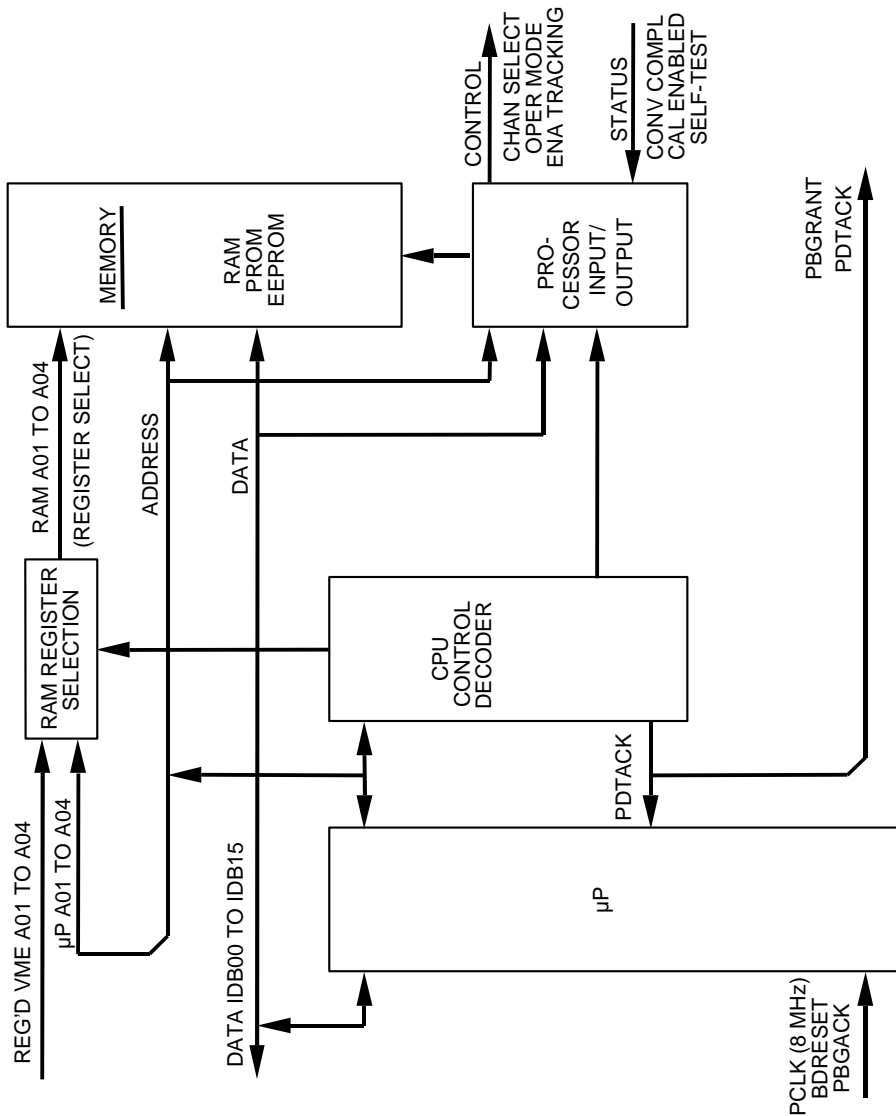 REG'D VME A01 TO A04
µP A01 TO A04
RAM REGISTER
SELECTION
RAM A01 TO A04
(REGISTER SELECT)
MEMORY
RAM
PROM
EEPROM
ADDRESS
DATA
DATA IDB00 TO IDB15
CONTROL
CHAN SELECT
OPER MODE
ENA TRACKING
PRO-
CESSOR
INPUT/
OUTPUT
STATUS
CONV COMPL
CAL ENABLED
SELF-TEST
CPU
CONTROL
DECODER
PDTACK
µP
PCLK (8 MHz)
BDRESET
PBGACK
PBGRANT
PDTACK